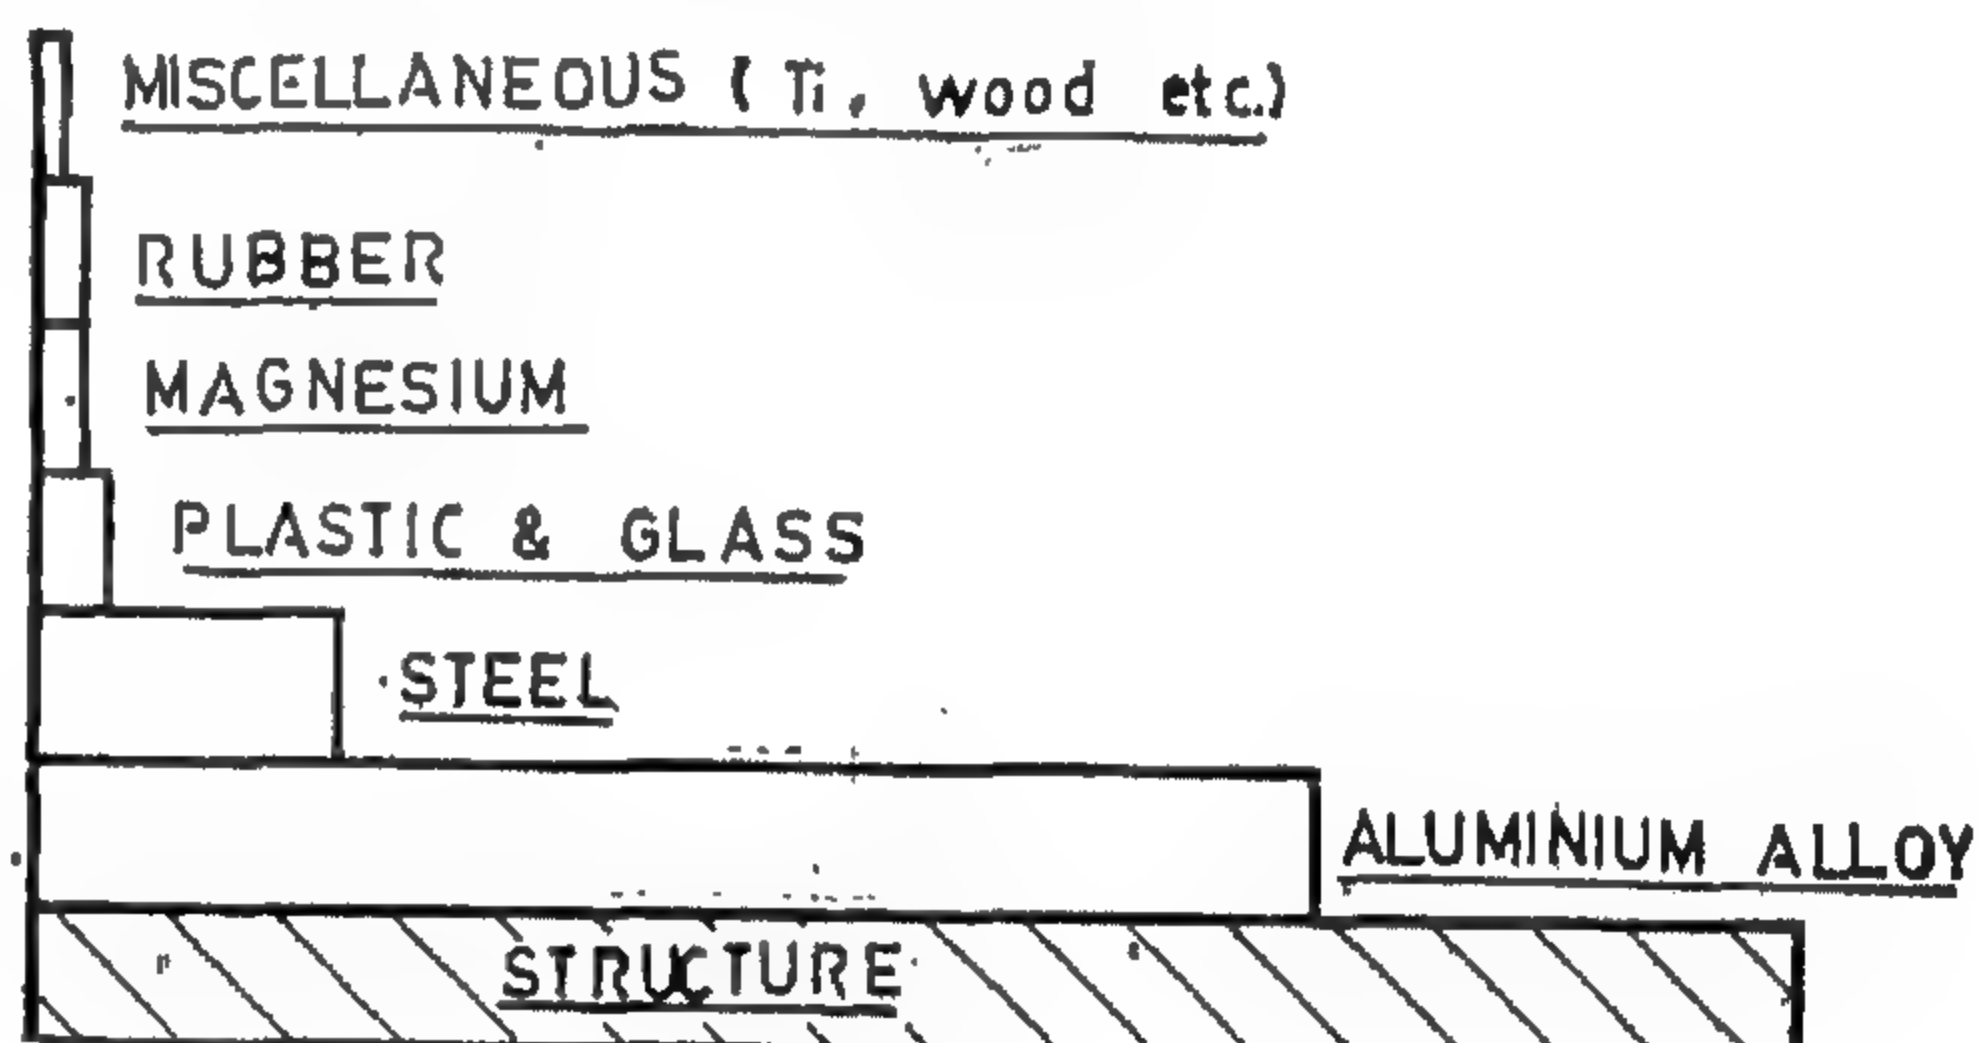 MISCELLANEOUS (Ti, wood etc.)
RUBBER
MAGNESIUM
PLASTIC & GLASS
STEEL
ALUMINIUM ALLOY
STRUCTURE